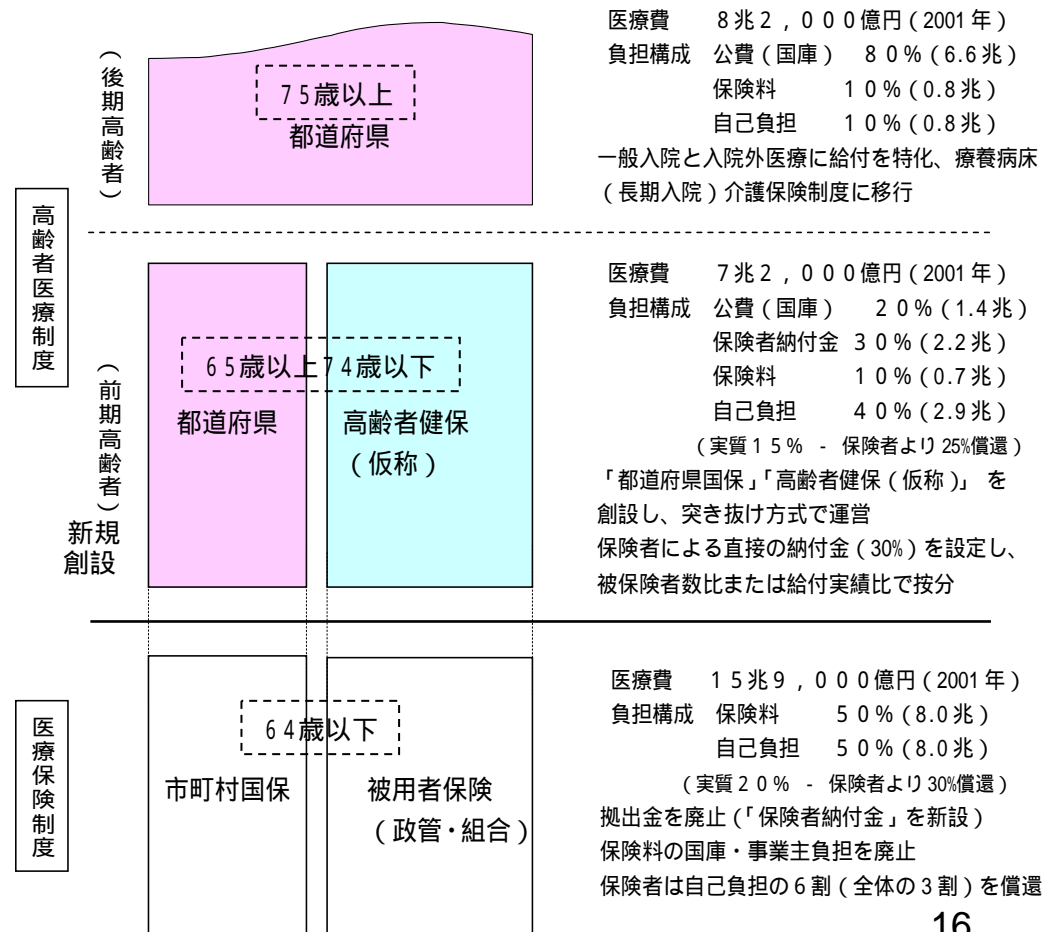 高齢者医療制度
（後期高齢者）
75歳以上
都道府県
医療費　8兆2，000億円（2001年）
負担構成　公費（国庫）　80％（6.6兆）
保険料　10％（0.8兆）
自己負担　10％（0.8兆）
一般入院と入院外医療に給付を特化、療養病床
（長期入院）介護保険制度に移行
（前期高齢者）
新規
創設
65歳以上74歳以下
都道府県
高齢者健保
（仮称）
医療費　7兆2，000億円（2001年）
負担構成　公費（国庫）　20％（1.4兆）
保険者納付金　30％（2.2兆）
保険料　10％（0.7兆）
自己負担　40％（2.9兆）
（実質15％ - 保険者より25%償還）
「都道府県国保」「高齢者健保（仮称）」を
創設し、突き抜け方式で運営
保険者による直接の納付金（30%）を設定し、
被保険者数比または給付実績比で按分
医療保険制度
64歳以下
市町村国保
被用者保険
（政管・組合）
医療費　15兆9，000億円（2001年）
負担構成　保険料　50％（8.0兆）
自己負担　50％（8.0兆）
（実質20％ - 保険者より30%償還）
拠出金を廃止（「保険者納付金」を新設）
保険料の国庫・事業主負担を廃止
保険者は自己負担の6割（全体の3割）を償還
16